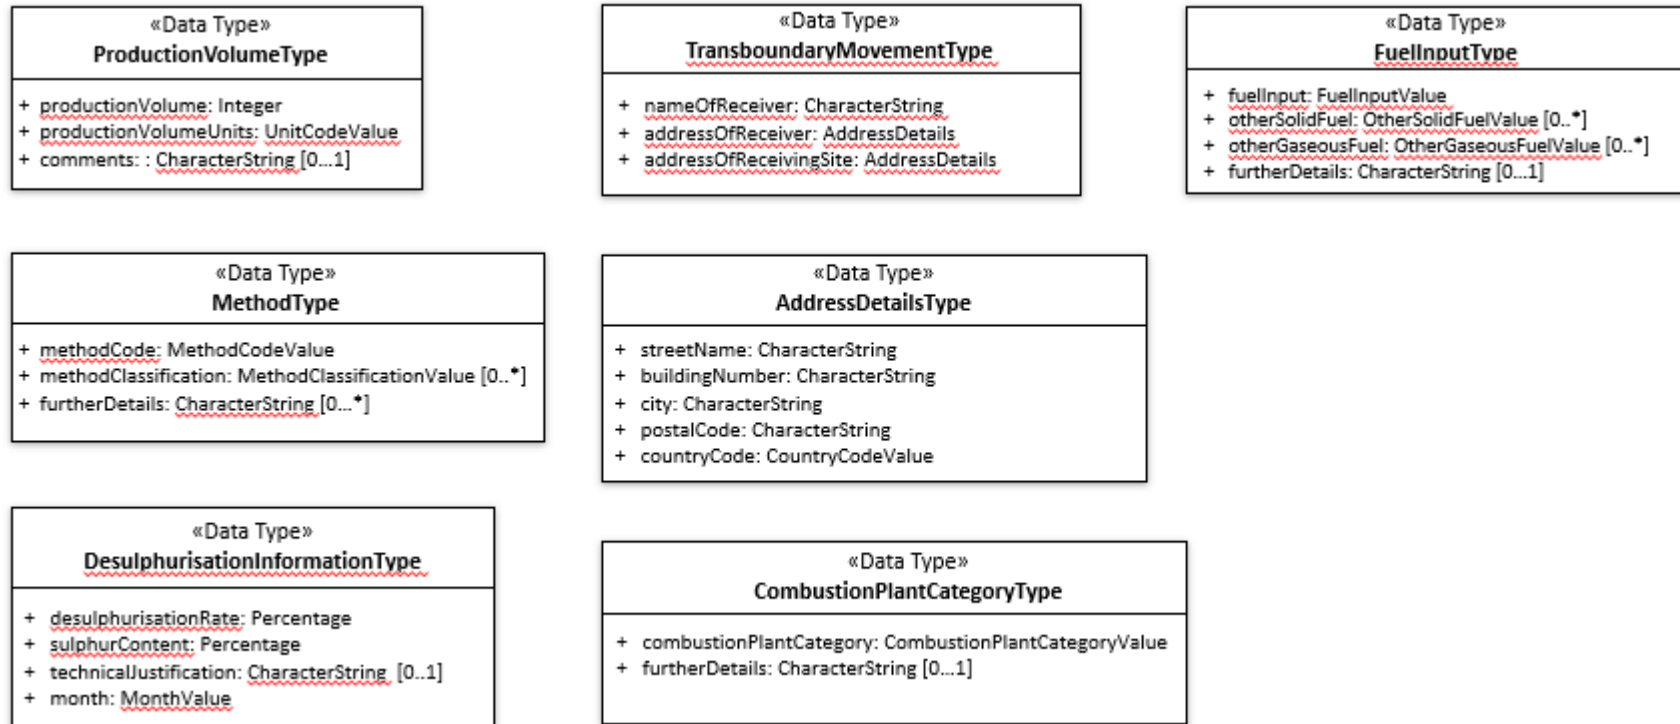 «Data Type»
ProductionVolumeType
+ productionVolume: Integer
+ productionVolumeUnits: UnitCodeValue
+ comments: : CharacterString [0...1]
«Data Type»
TransboundaryMovementType
+ nameOfReceiver: CharacterString
+ addressOfReceiver: AddressDetails
+ addressOfReceivingSite: AddressDetails
«Data Type»
FuelInputType
+ fuelInput: FuelInputValue
+ otherSolidFuel: OtherSolidFuelValue [0..*]
+ otherGaseousFuel: OtherGaseousFuelValue [0..*]
+ furtherDetails: CharacterString [0...1]
«Data Type»
MethodType
+ methodCode: MethodCodeValue
+ methodClassification: MethodClassificationValue [0..*]
+ furtherDetails: CharacterString [0...*]
«Data Type»
AddressDetailsType
+ streetName: CharacterString
+ buildingNumber: CharacterString
+ city: CharacterString
+ postalCode: CharacterString
+ countryCode: CountryCodeValue
«Data Type»
DesulphurisationInformationType
+ desulphurisationRate: Percentage
+ sulphurContent: Percentage
+ technicalJustification: CharacterString [0..1]
+ month: MonthValue
«Data Type»
CombustionPlantCategoryType
+ combustionPlantCategory: CombustionPlantCategoryValue
+ furtherDetails: CharacterString [0...1]